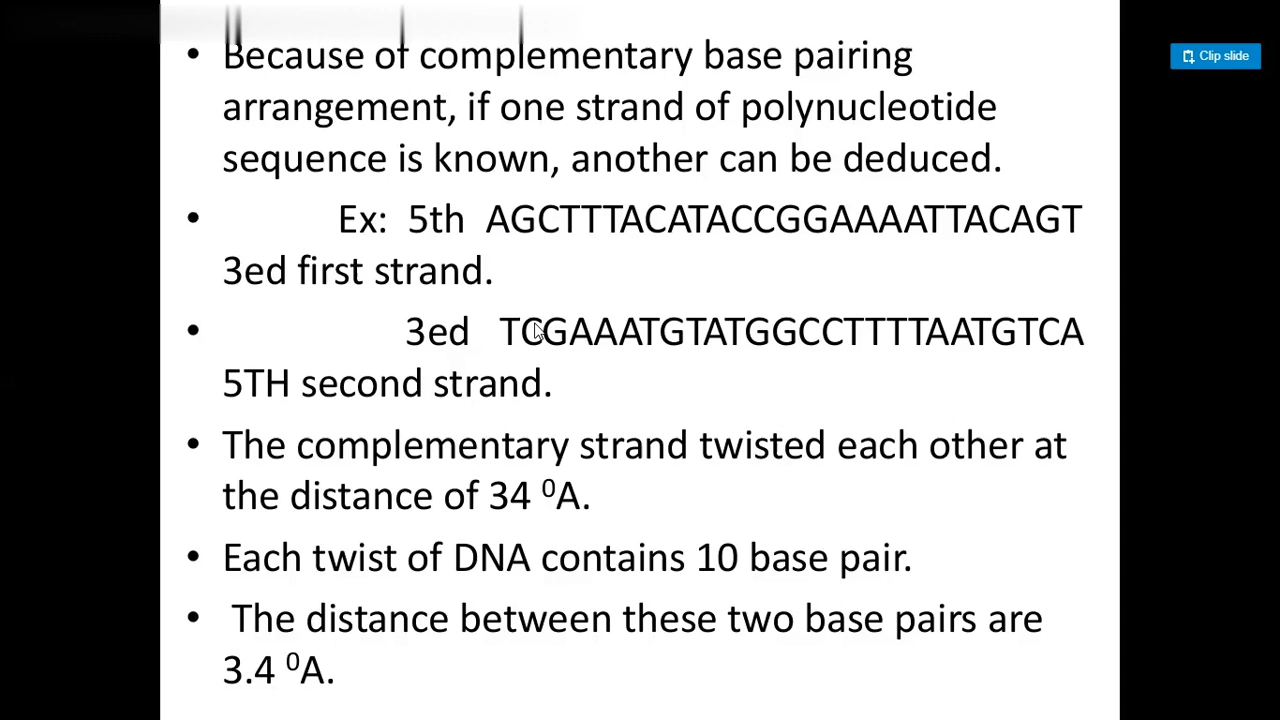 • Because of complementary base pairing
arrangement, if one strand of polynucleotide
sequence is known, another can be deduced.
• Ex: 5th AGCTTTACATACCGGAAAATTACAGT
3ed first strand.
• 3ed TCGAAATGTATGGCCTTTTAATGTCA
5TH second strand.
• The complementary strand twisted each other at
the distance of 34 ⁰A.
• Each twist of DNA contains 10 base pair.
• The distance between these two base pairs are
3.4 ⁰A.
Clip slide